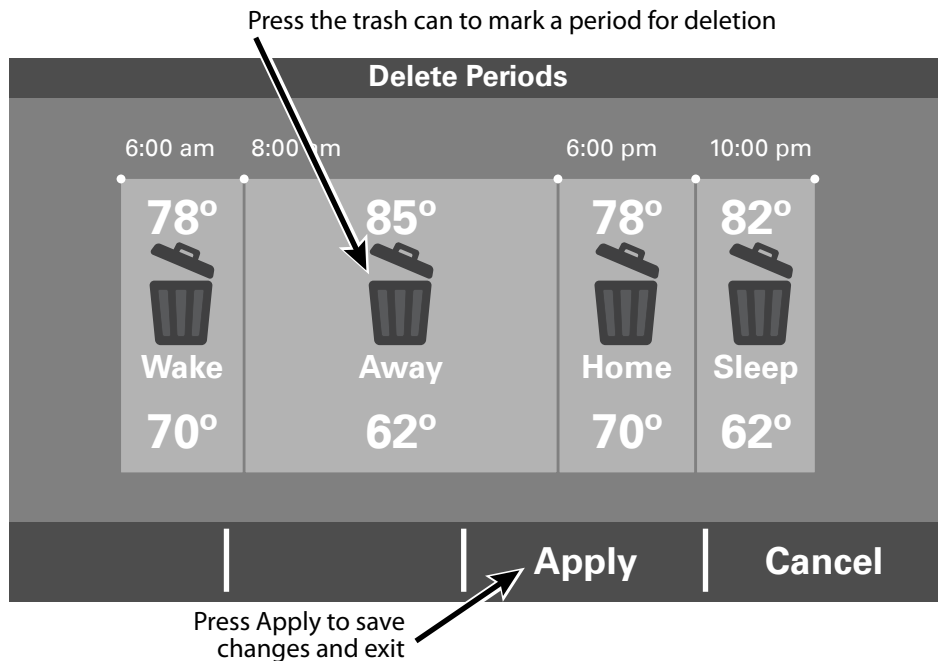 Press the trash can to mark a period for deletion
Delete Periods
6:00 am 8:00 am 6:00 pm 10:00 pm
78º 85º 78º 82º
Wake Away Home Sleep
70º 62º 70º 62º
Apply Cancel
Press Apply to save
changes and exit